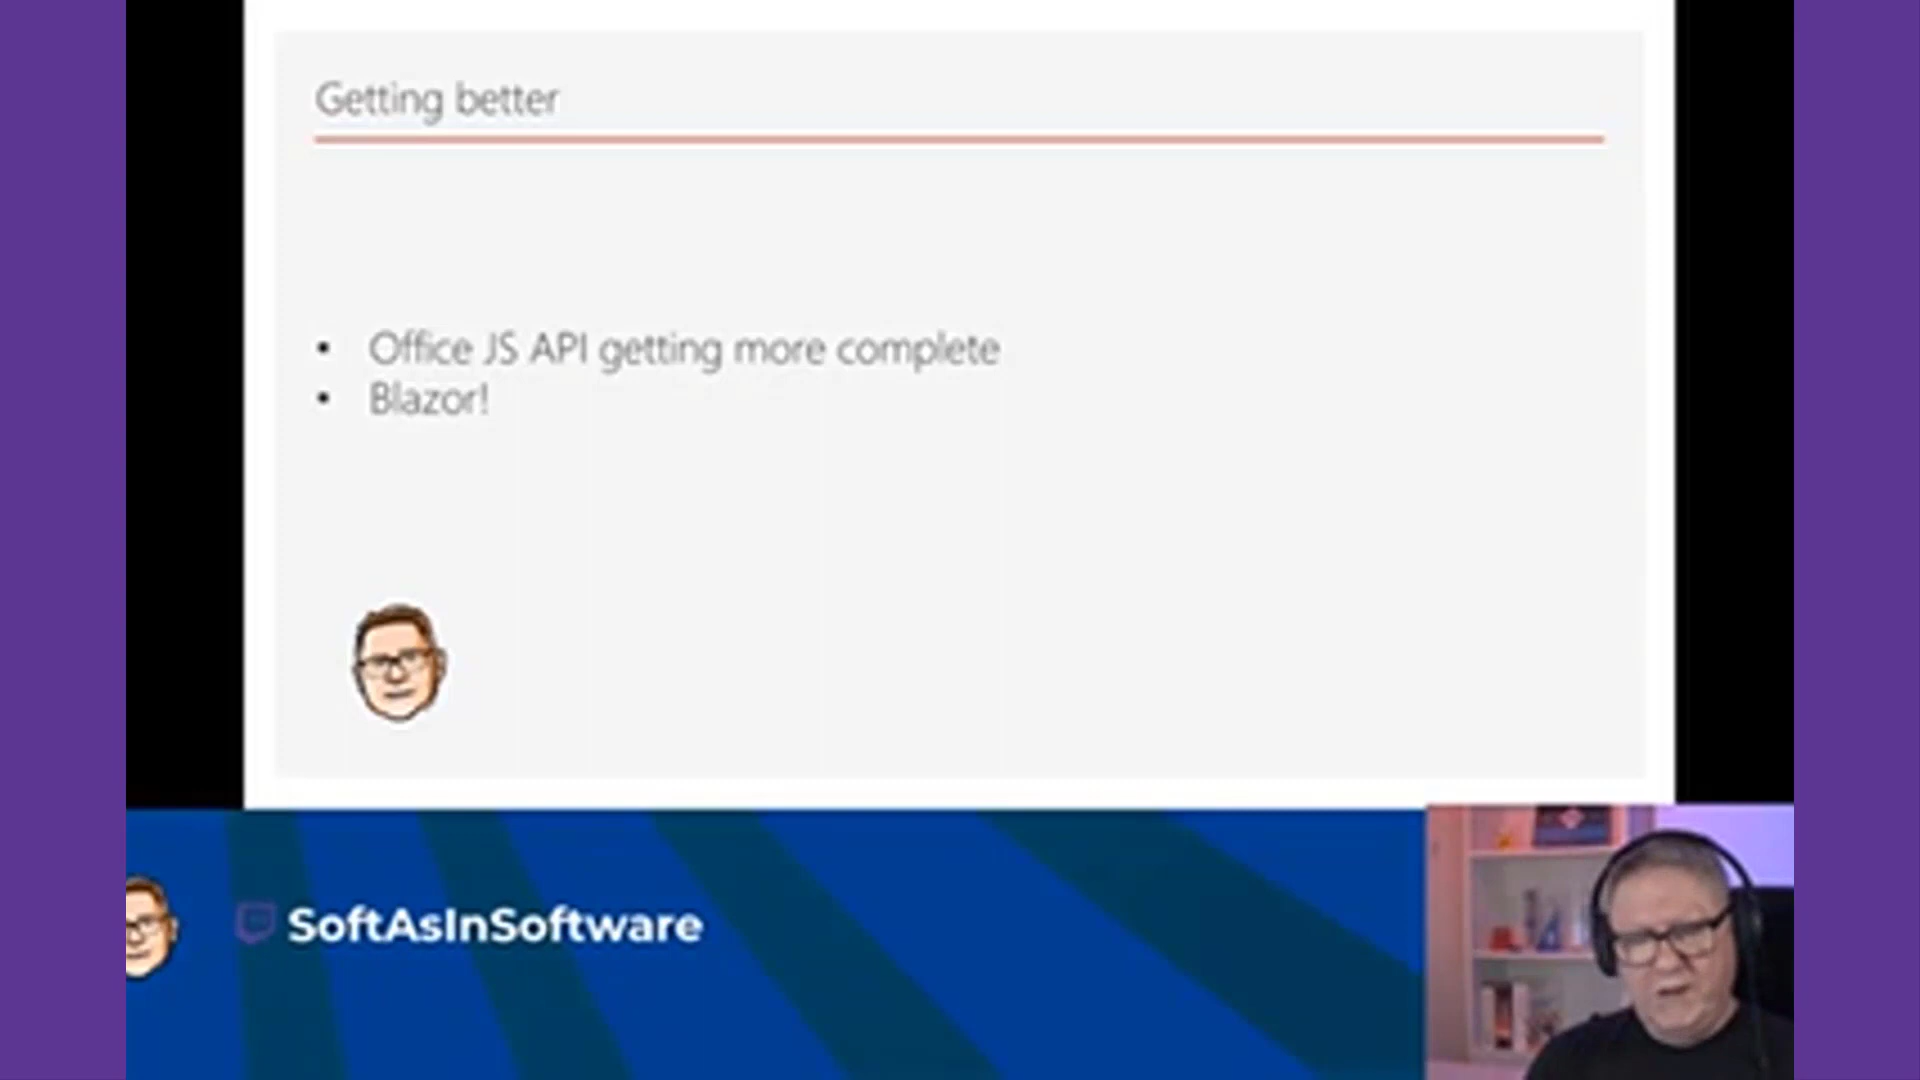 Getting better
• Office JS API getting more complete
• Blazor!
SoftAsInSoftware